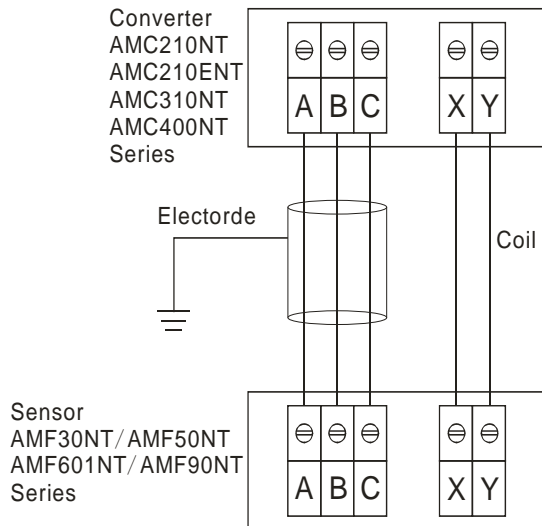 Converter
AMC210NT
AMC210ENT
AMC310NT
AMC400NT
Series
A B C X Y
Electorde
Coil
Sensor
AMF30NT/AMF50NT
AMF601NT/AMF90NT
Series
A B C X Y